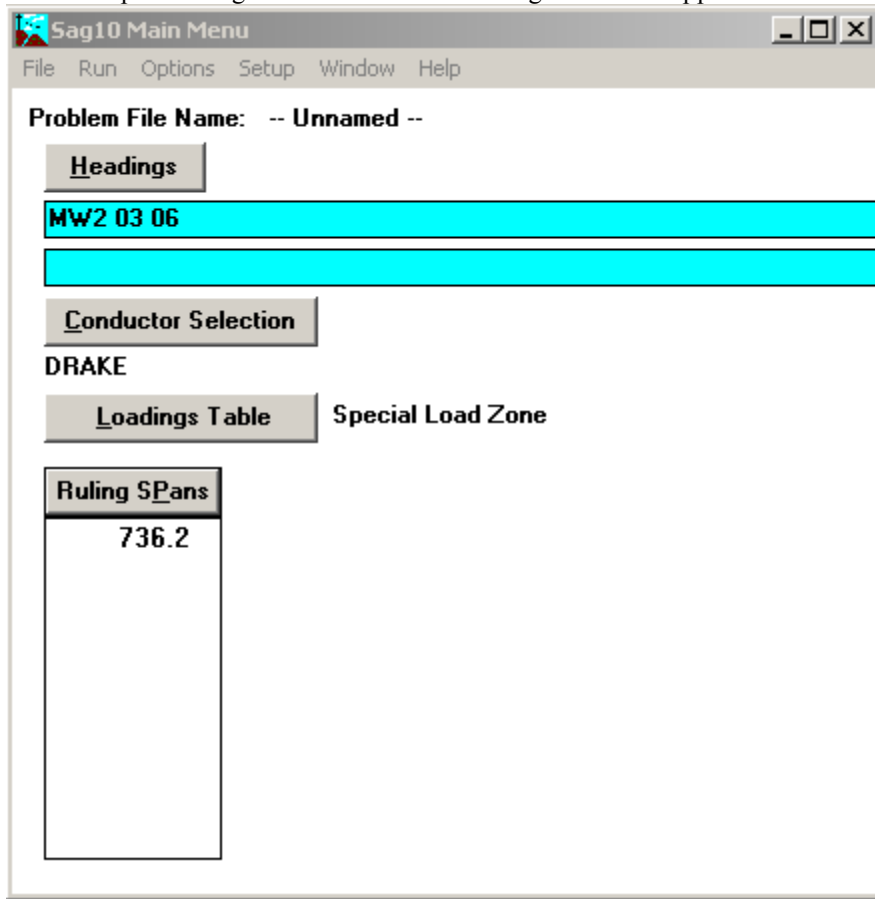 Sag10 Main Menu
File Run Options Setup Window Help
Problem File Name: -- Unnamed --
Headings
MW2 03 06
Conductor Selection
DRAKE
Loadings Table Special Load Zone
Ruling SPans
736.2